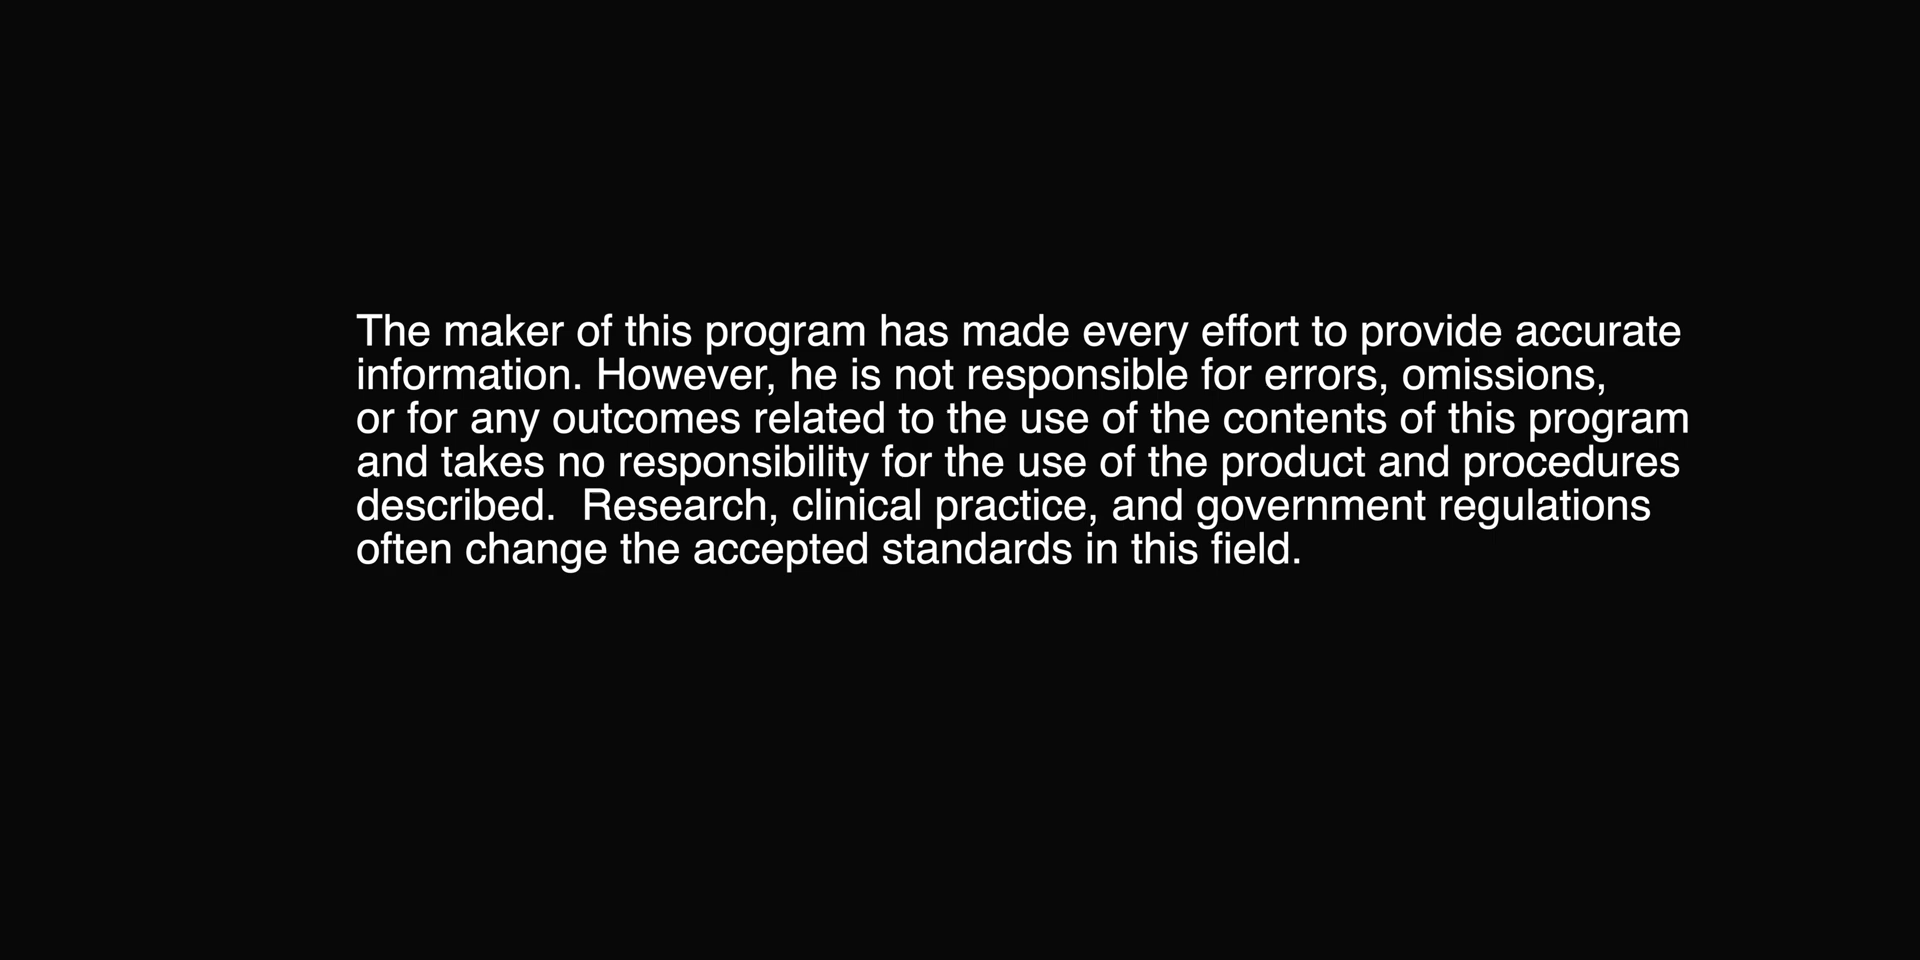 The maker of this program has made every effort to provide accurate
information. However, he is not responsible for errors, omissions,
or for any outcomes related to the use of the contents of this program
and takes no responsibility for the use of the product and procedures
described.  Research, clinical practice, and government regulations
often change the accepted standards in this field.